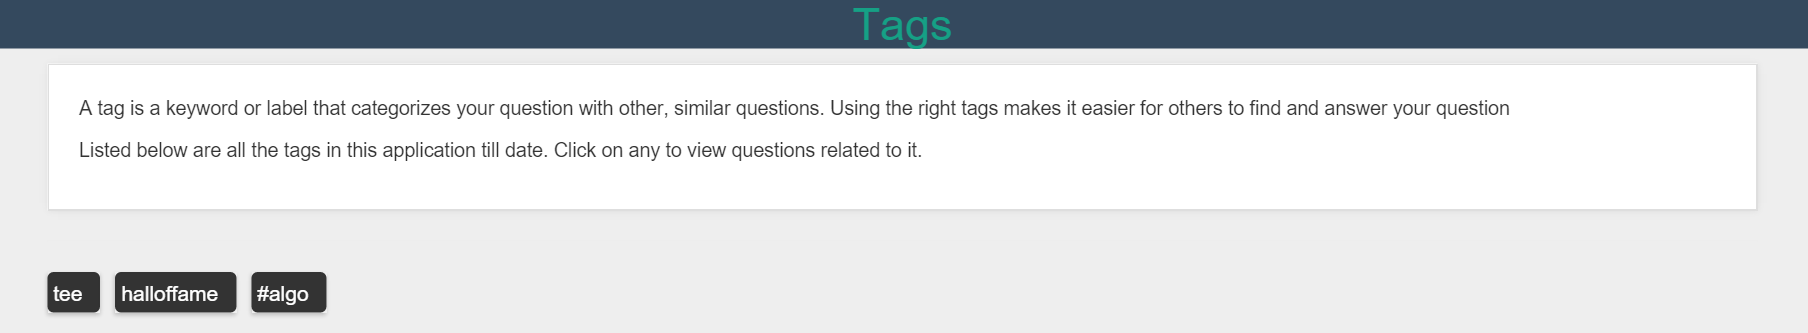 Tags
A tag is a keyword or label that categorizes your question with other, similar questions. Using the right tags makes it easier for others to find and answer your question
Listed below are all the tags in this application till date. Click on any to view questions related to it.
tee halloffame #algo